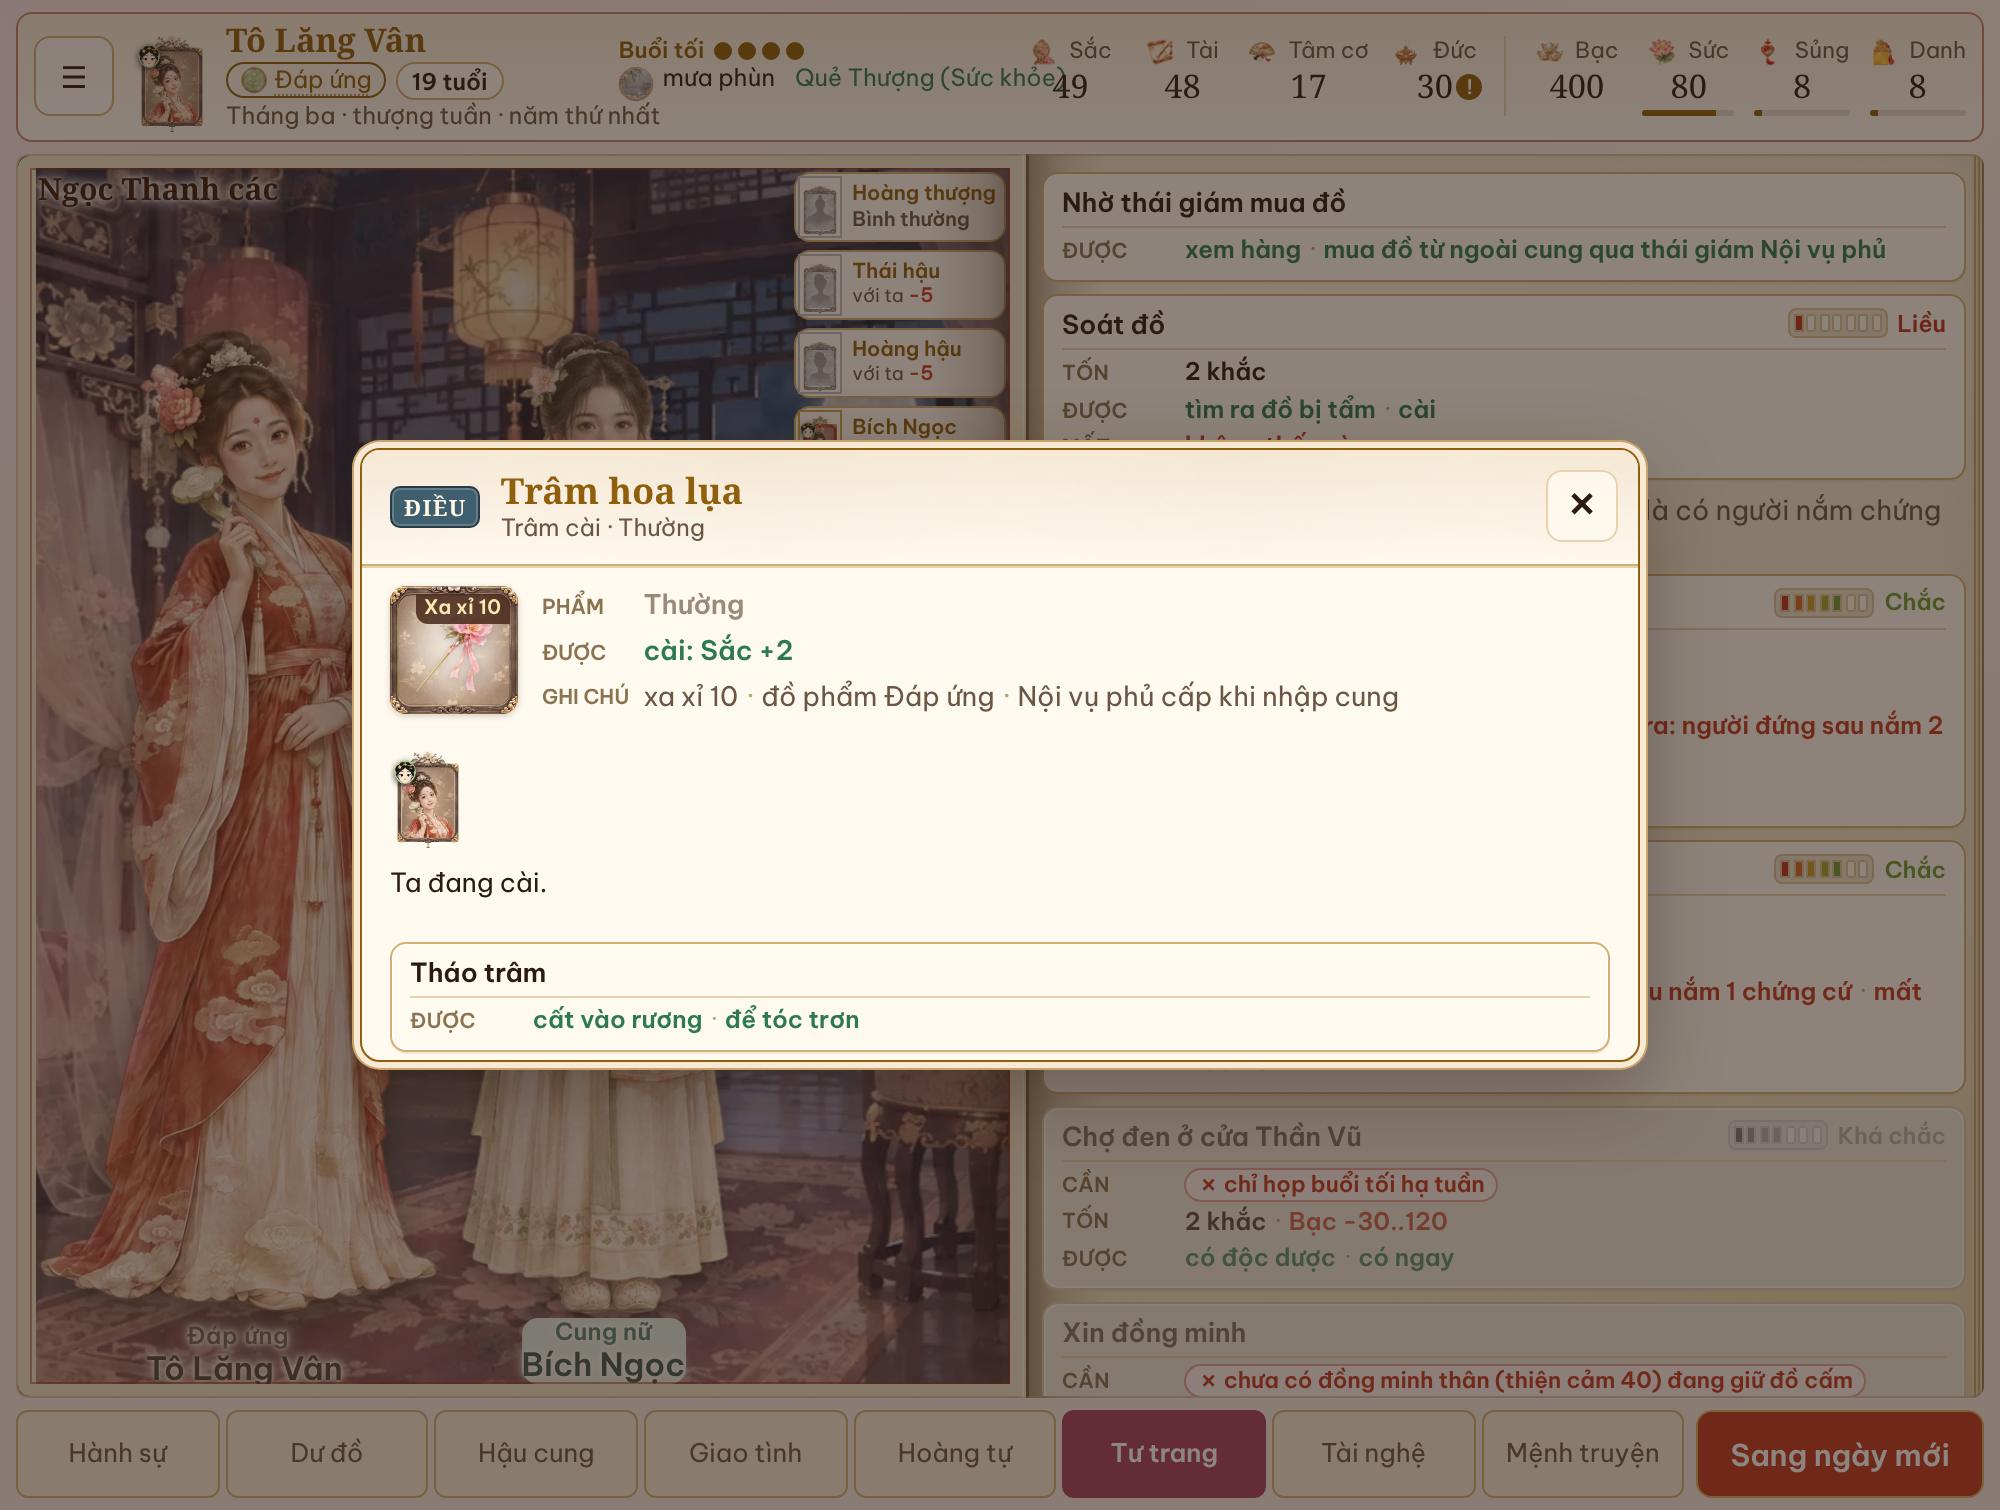 Tô Lăng Vân
Đáp ứng
19 tuổi
Tháng ba · thượng tuần · năm thứ nhất
Buổi tối
mưa phùn
Quẻ Thượng (Sức khỏe)
Sắc
49
Tài
48
Tâm cơ
17
Đức
30!
Bạc
400
Sức
80
Sủng
8
Danh
8
Ngọc Thanh các
Hoàng thượng
Bình thường
Thái hậu
với ta -5
Hoàng hậu
với ta -5
Bích Ngọc
Đáp ứng
Tô Lăng Vân
Cung nữ
Bích Ngọc
Nhờ thái giám mua đồ
ĐƯỢC xem hàng · mua đồ từ ngoài cung qua thái giám Nội vụ phủ
Soát đồ
Liều
TỐN 2 khắc
ĐƯỢC tìm ra đồ bị tẩm · cài
là có người nắm chứng
Chắc
ra: người đứng sau nắm 2
Chắc
u nắm 1 chứng cứ · mất
ĐIỀU
Trâm hoa lụa
Trâm cài · Thường
Xa xỉ 10
PHẨM Thường
ĐƯỢC cài: Sắc +2
GHI CHÚ xa xỉ 10 · đồ phẩm Đáp ứng · Nội vụ phủ cấp khi nhập cung
Ta đang cài.
Tháo trâm
ĐƯỢC cất vào rương · để tóc trơn
Chợ đen ở cửa Thần Vũ
Khá chắc
CẦN × chỉ họp buổi tối hạ tuần
TỐN 2 khắc · Bạc -30..120
ĐƯỢC có độc dược · có ngay
Xin đồng minh
CẦN × chưa có đồng minh thân (thiện cảm 40) đang giữ đồ cấm
Hành sự
Dư đồ
Hậu cung
Giao tình
Hoàng tự
Tư trang
Tài nghệ
Mệnh truyện
Sang ngày mới